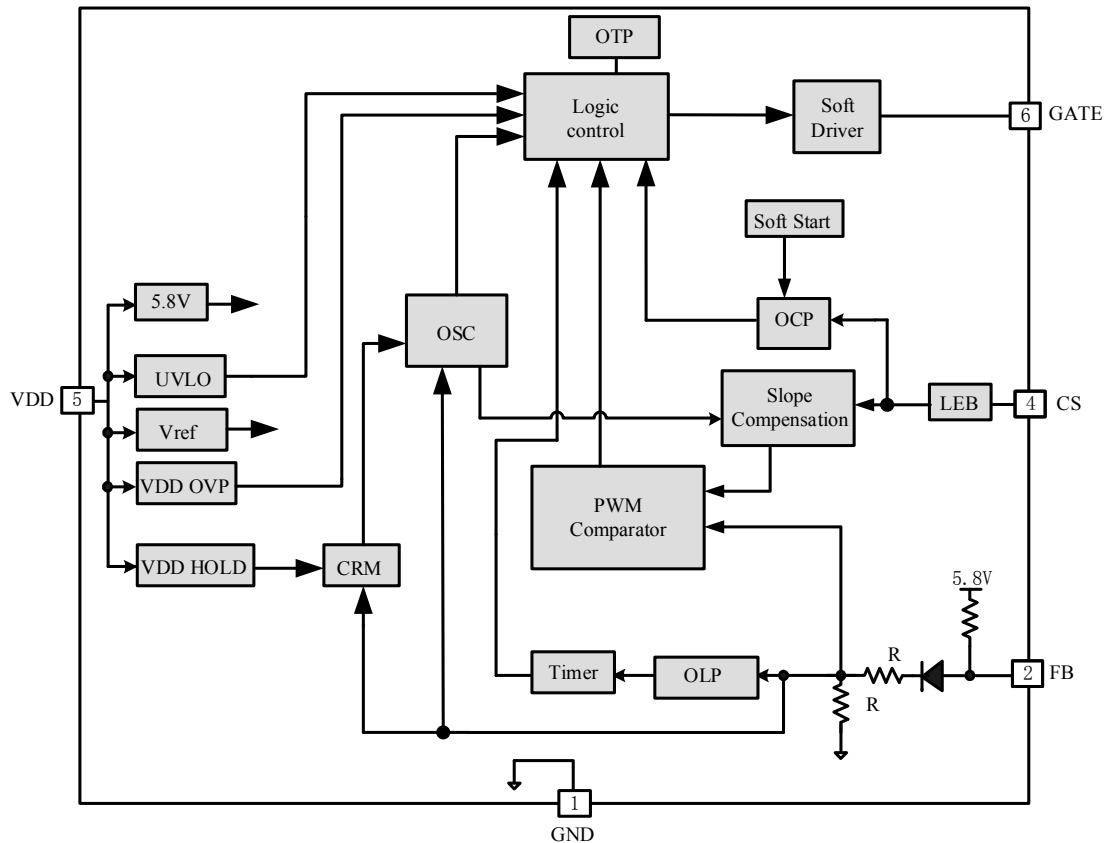 OTP
Logic
control
Soft
Driver
6
GATE
Soft Start
5.8V
OSC
OCP
UVLO
VDD
5
Slope
Compensation
LEB
4
CS
Vref
VDD OVP
PWM
Comparator
VDD HOLD
CRM
5.8V
Timer
OLP
R
R
2
FB
1
GND